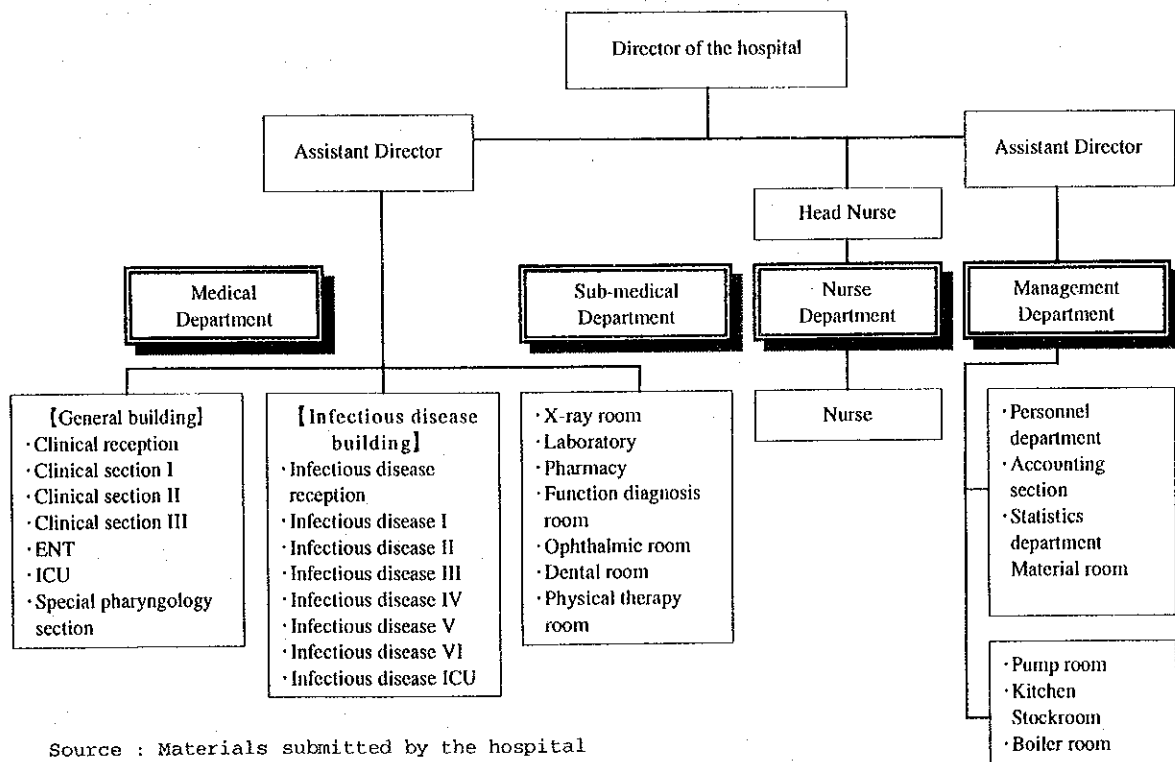 Director of the hospital
Assistant Director
Assistant Director
Head Nurse
Medical
Department
Sub-medical
Department
Nurse
Department
Management
Department
【General building】
・Clinical reception
・Clinical section I
・Clinical section II
・Clinical section III
・ENT
・ICU
・Special pharyngology
section
【Infectious disease
building】
・Infectious disease
reception
・Infectious disease I
・Infectious disease II
・Infectious disease III
・Infectious disease IV
・Infectious disease V
・Infectious disease VI
・Infectious disease ICU
・X-ray room
・Laboratory
・Pharmacy
・Function diagnosis
room
・Ophthalmic room
・Dental room
・Physical therapy
room
Nurse
・Personnel
department
・Accounting
section
・Statistics
department
Material room
・Pump room
・Kitchen
Stockroom
・Boiler room
Source : Materials submitted by the hospital